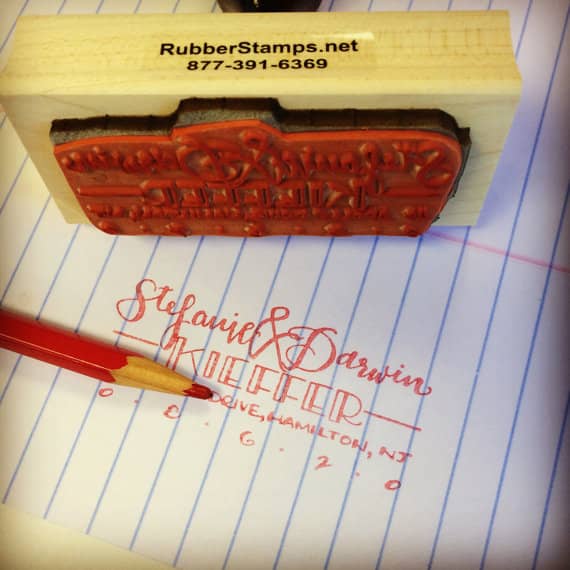 RubberStamps.net
877-391-6369
Stefanie & Darwin
KIEFFER
DRIVE, HAMILTON, NJ
0 · 8 · 6 · 2 · 0